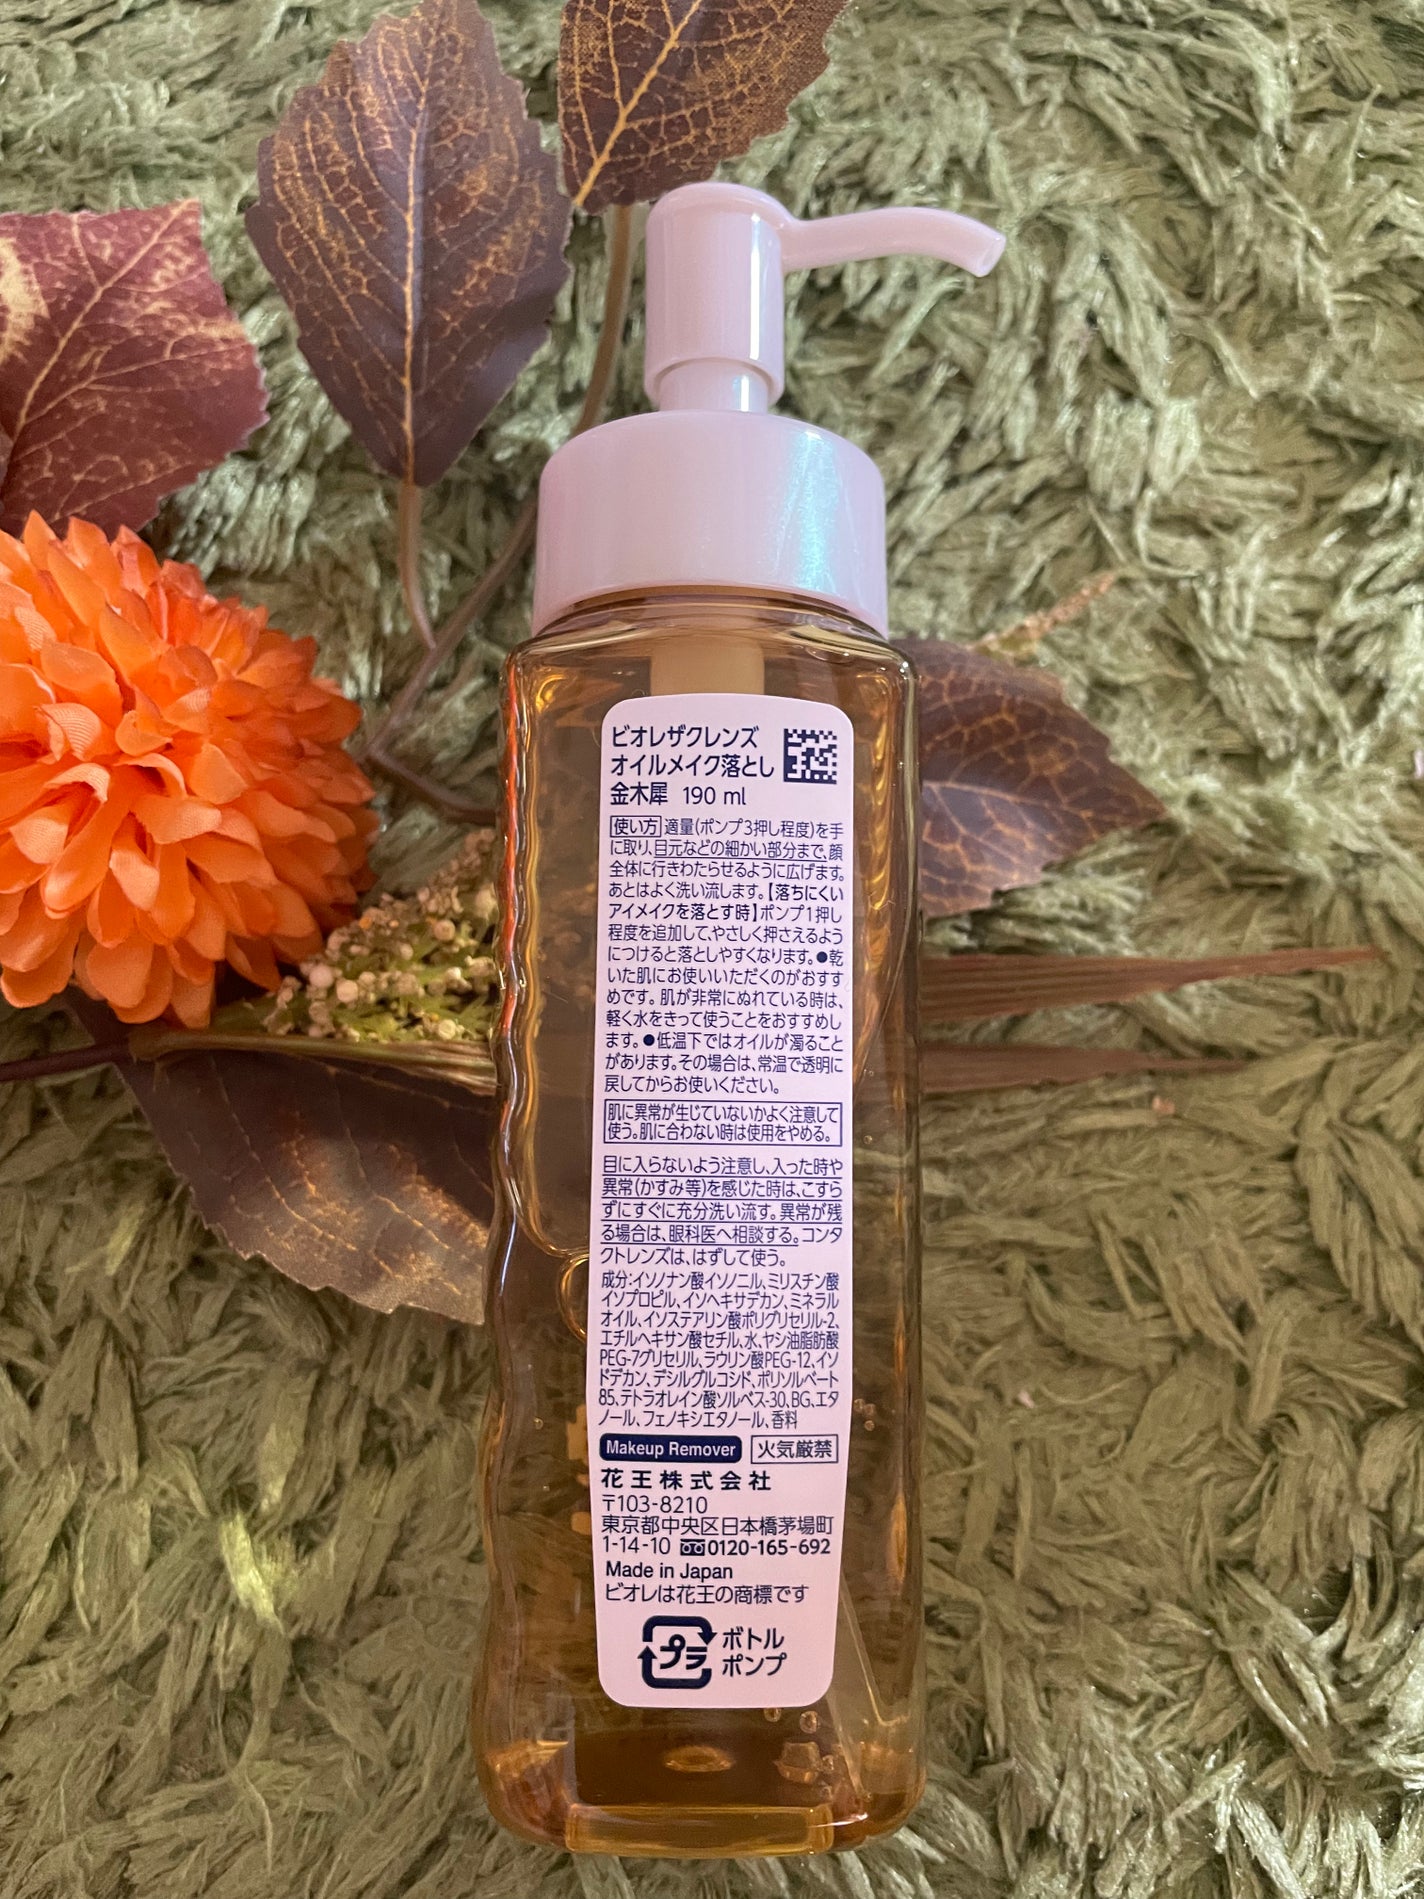 ビオレザクレンズ
オイルメイク落とし
金木犀 190 ml
使い方 適量(ポンプ3押し程度)を手
に取り、目元などの細かい部分まで、顔
全体に行きわたらせるように広げます。
あとはよく洗い流します。【落ちにくい
アイメイクを落とす時】ポンプ1押し
程度を追加して、やさしく押さえるよう
につけると落としやすくなります。●乾
いた肌にお使いいただくのがおすす
めです。肌が非常にぬれている時は、
軽く水をきって使うことをおすすめし
ます。●低温下ではオイルが濁ること
があります。その場合は、常温で透明に
戻してからお使いください。
肌に異常が生じていないかよく注意して
使う。肌に合わない時は使用をやめる。
目に入らないよう注意し、入った時や
異常(かすみ等)を感じた時は、こすら
ずにすぐに充分洗い流す。異常が残
る場合は、眼科医へ相談する。コンタ
クトレンズは、はずして使う。
成分:イソノナン酸イソノニル、ミリスチン酸
イソプロピル、イソヘキサデカン、ミネラル
オイル、イソステアリン酸ポリグリセリル-2、
エチルヘキサン酸セチル、水、ヤシ油脂肪酸
PEG-7グリセリル、ラウリン酸PEG-12、イソ
ドデカン、デシルグルコシド、ポリソルベート
85、テトラオレイン酸ソルベス-30、BG、エタ
ノール、フェノキシエタノール、香料
Makeup Remover 火気厳禁
花王株式会社
〒103-8210
東京都中央区日本橋茅場町
1-14-10 0120-165-692
Made in Japan
ビオレは花王の商標です
プラ ボトル
ポンプ